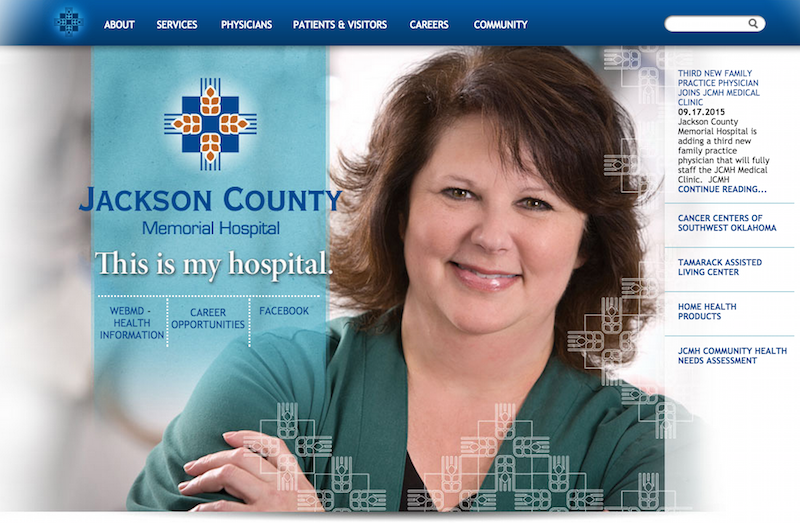 ABOUT SERVICES PHYSICIANS PATIENTS & VISITORS CAREERS COMMUNITY
JACKSON COUNTY
Memorial Hospital
This is my hospital.
WEBMD -
HEALTH
INFORMATION
CAREER
OPPORTUNITIES
FACEBOOK
THIRD NEW FAMILY
PRACTICE PHYSICIAN
JOINS JCMH MEDICAL
CLINIC
09.17.2015
Jackson County
Memorial Hospital is
adding a third new
family practice
physician that will fully
staff the JCMH Medical
Clinic. JCMH
CONTINUE READING...
CANCER CENTERS OF
SOUTHWEST OKLAHOMA
TAMARACK ASSISTED
LIVING CENTER
HOME HEALTH
PRODUCTS
JCMH COMMUNITY HEALTH
NEEDS ASSESSMENT